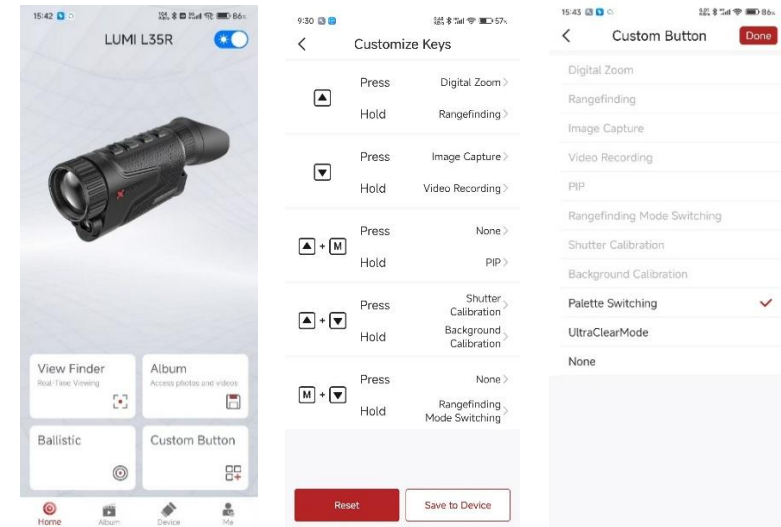 15:42
86%
LUMI L35R
View Finder
Real-Time Viewing
Album
Access photos and videos
Ballistic
Custom Button
Home
Album
Device
Me
9:30
57%
Customize Keys
Press
Digital Zoom
Hold
Rangefinding
Press
Image Capture
Hold
Video Recording
+ M
Press
None
Hold
PIP
+
Press
Shutter
Calibration
Hold
Background
Calibration
M +
Press
None
Hold
Rangefinding
Mode Switching
Reset
Save to Device
15:43
86%
Custom Button
Done
Digital Zoom
Rangefinding
Image Capture
Video Recording
PIP
Rangefinding Mode Switching
Shutter Calibration
Background Calibration
Palette Switching
UltraClearMode
None